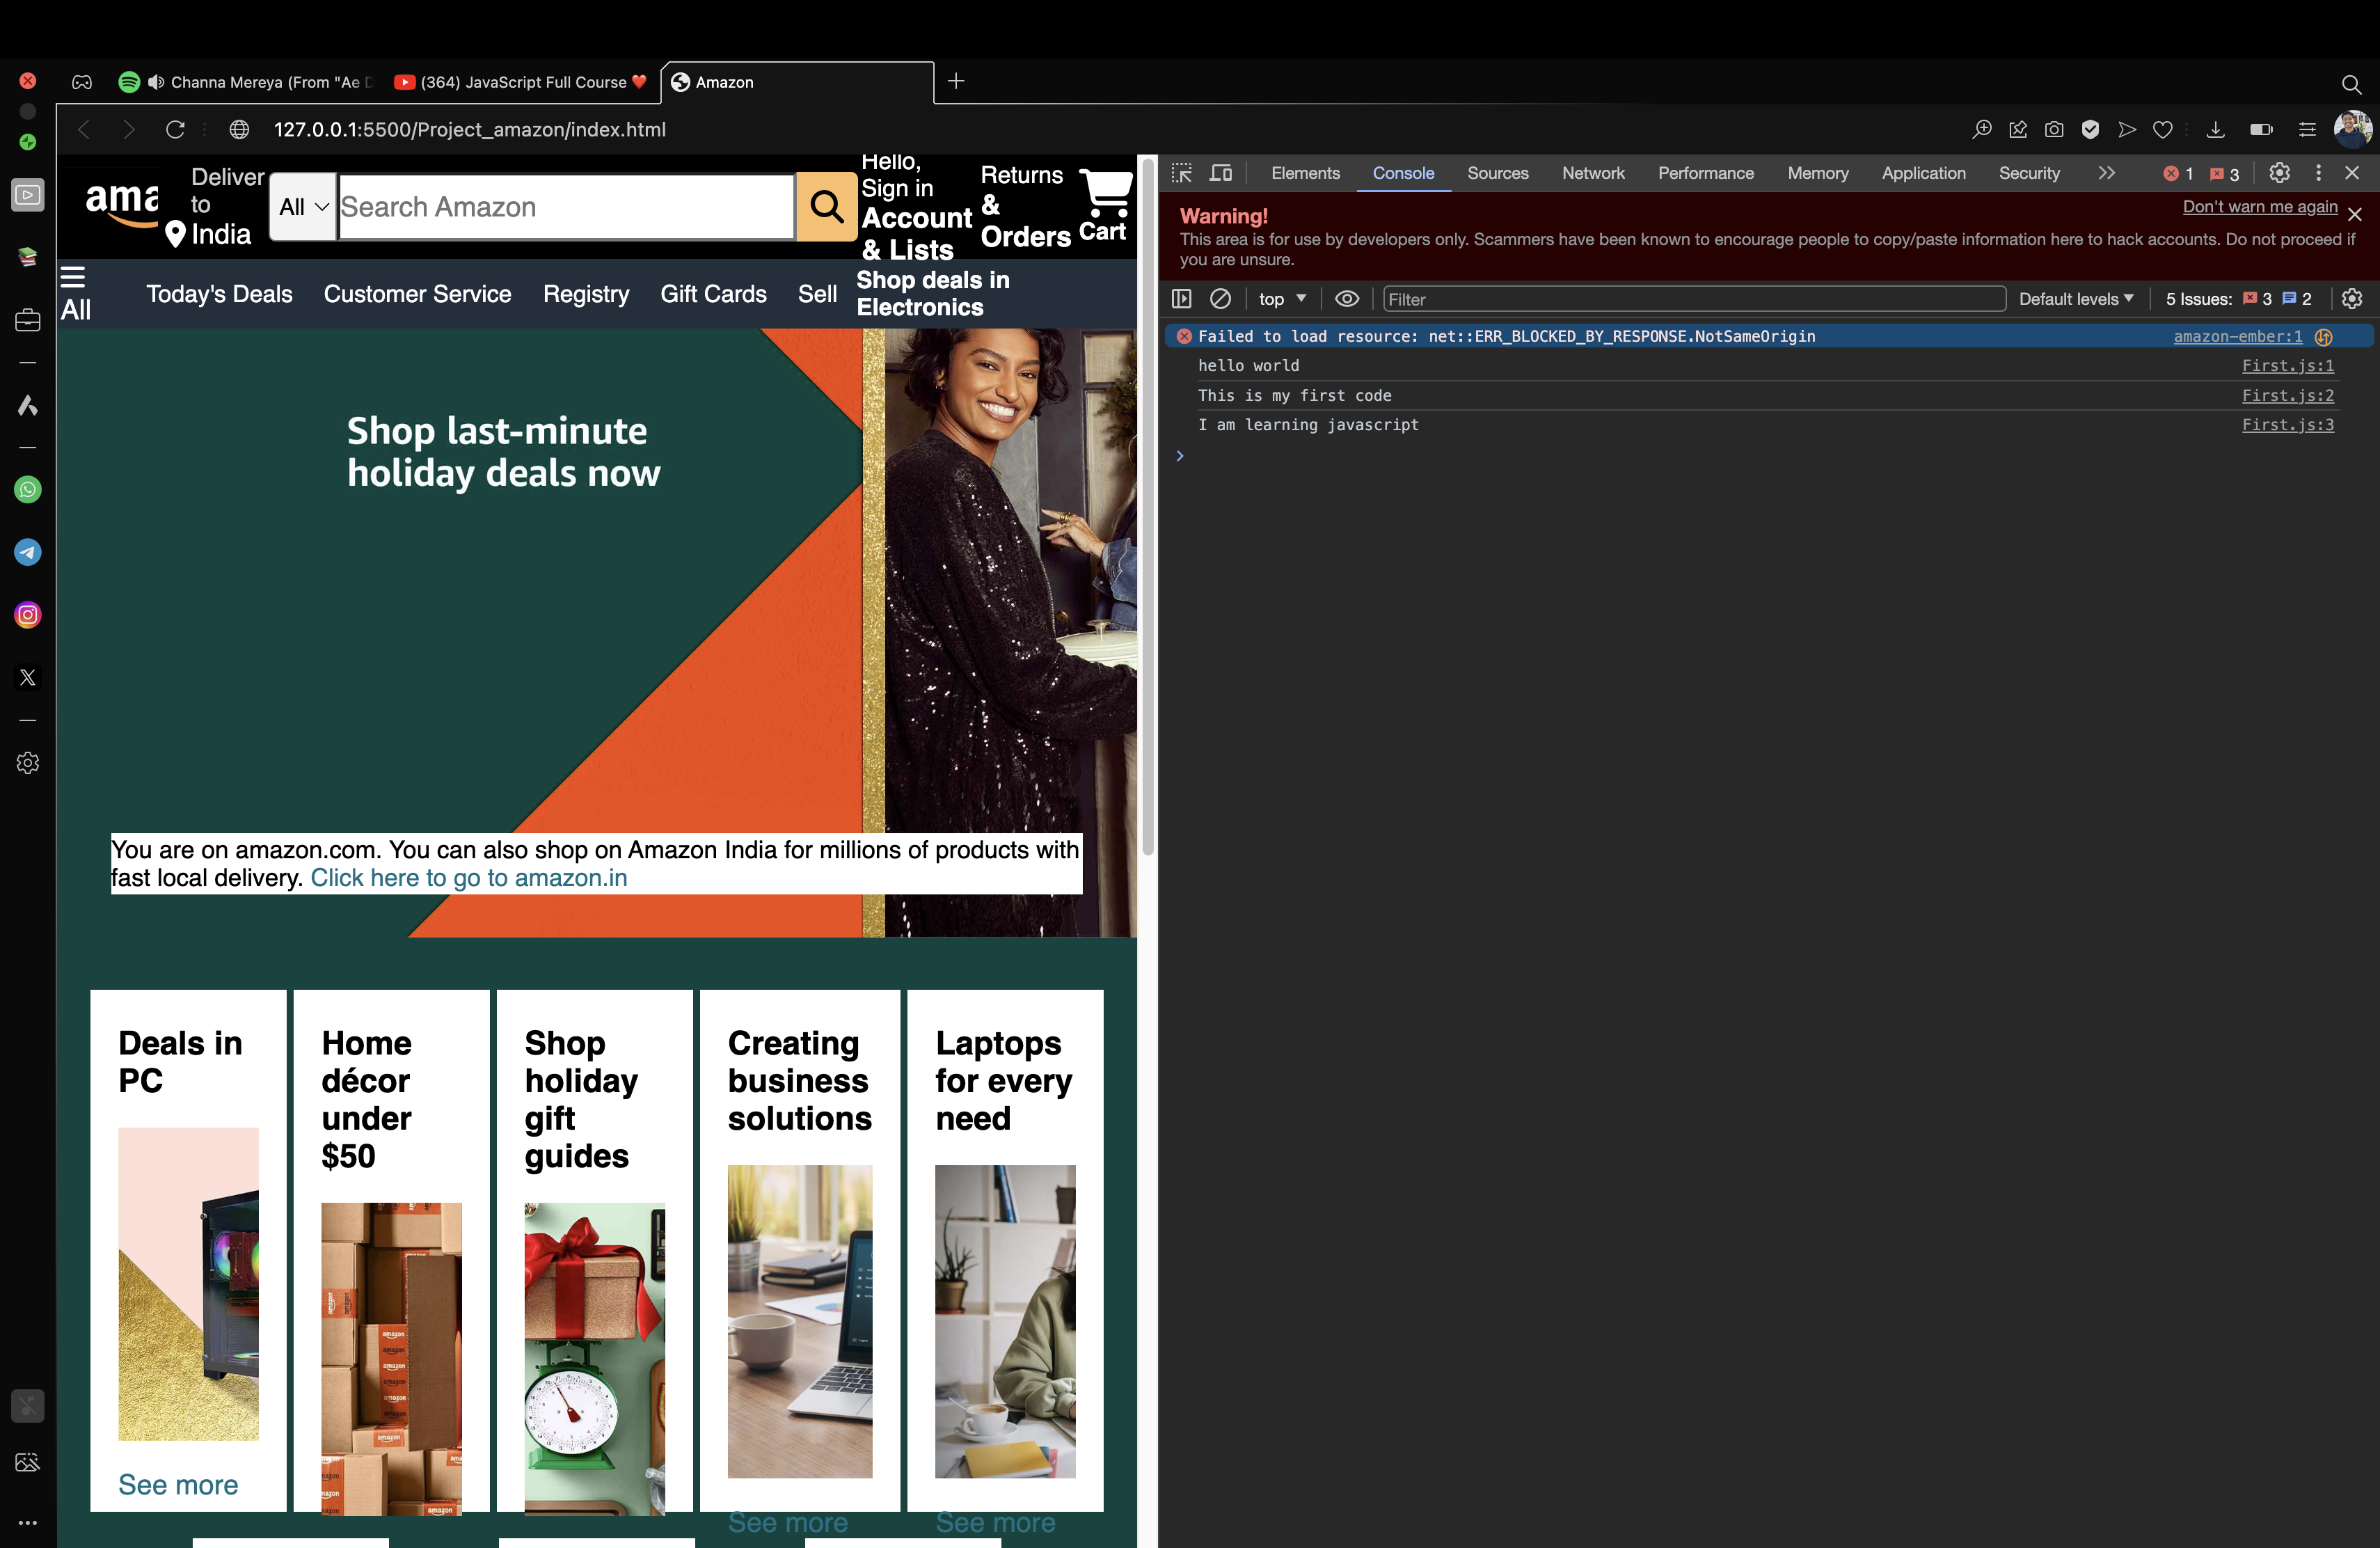 Channa Mereya (From "Ae D
(364) JavaScript Full Course ❤️
Amazon
127.0.0.1:5500/Project_amazon/index.html
ama
Deliver
to
India
All
Search Amazon
Hello,
Sign in
Account
& Lists
Returns
&
Orders
Cart
All
Today's Deals
Customer Service
Registry
Gift Cards
Sell
Shop deals in
Electronics
Shop last-minute
holiday deals now
You are on amazon.com. You can also shop on Amazon India for millions of products with
fast local delivery. Click here to go to amazon.in
Deals in
PC
See more
Home
décor
under
$50
amazon
amazon
amazon
amazon
amazon
amazon
amazon
Shop
holiday
gift
guides
Creating
business
solutions
See more
Laptops
for every
need
See more
Elements
Console
Sources
Network
Performance
Memory
Application
Security
1
3
Warning!
Don't warn me again
This area is for use by developers only. Scammers have been known to encourage people to copy/paste information here to hack accounts. Do not proceed if
you are unsure.
top
Filter
Default levels
5 Issues:
3
2
Failed to load resource: net::ERR_BLOCKED_BY_RESPONSE.NotSameOrigin
amazon-ember:1
hello world
First.js:1
This is my first code
First.js:2
I am learning javascript
First.js:3